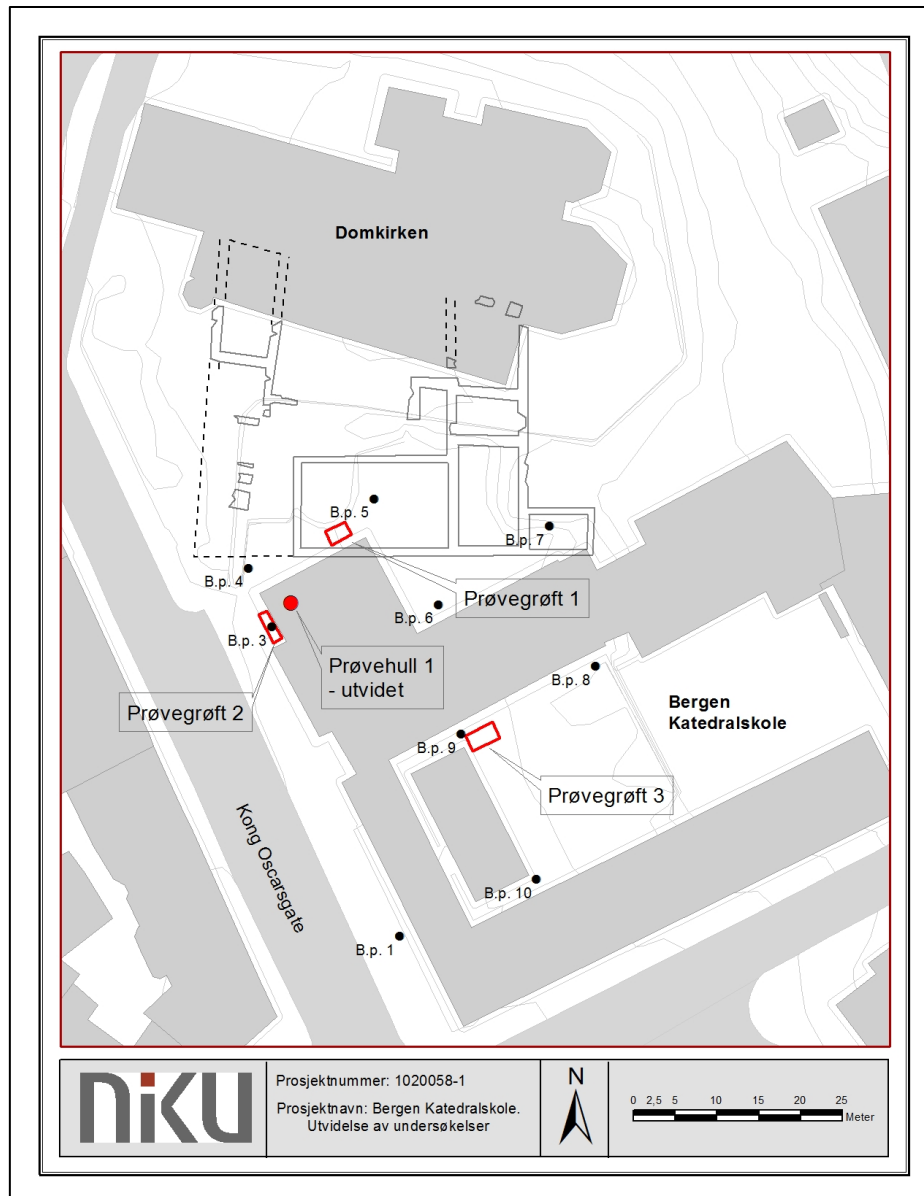 Domkirken
B.p. 5
B.p. 7
B.p. 4
Prøvegrøft 1
B.p. 6
B.p. 3
Prøvehull 1
- utvidet
B.p. 8
Prøvegrøft 2
Bergen
Katedralskole
B.p. 9
Prøvegrøft 3
Kong Oscarsgate
B.p. 10
B.p. 1
niKU
Prosjektnummer: 1020058-1
Prosjektnavn: Bergen Katedralskole.
Utvidelse av undersøkelser
N
0 2,5 5 10 15 20 25
Meter